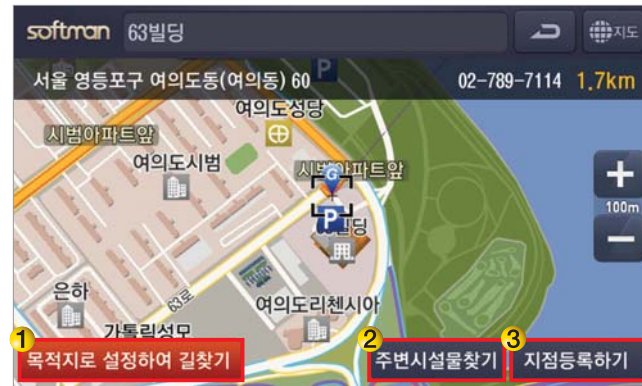 softman 63빌딩 지도
서울 영등포구 여의도동(여의동) 60 02-789-7114 1.7km
P
여의도성당
시범아파트앞
여의도시범 시범아파트앞
G
P
빌딩
100m
은하
63로
여의도리첸시아
가톨릭성모
1 2 3
목적지로 설정하여 길찾기 주변시설물찾기 지점등록하기